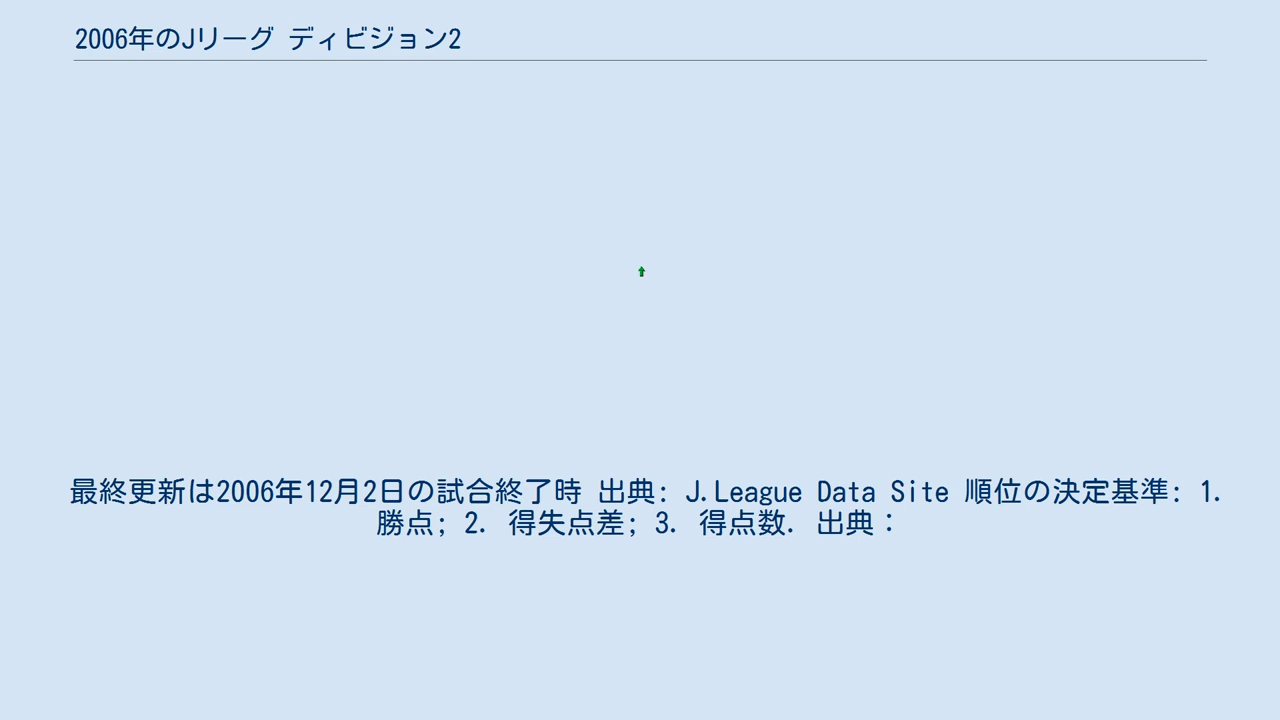 2006年のJリーグ ディビジョン2
最終更新は2006年12月2日の試合終了時 出典: J.League Data Site 順位の決定基準: 1.
勝点; 2. 得失点差; 3. 得点数. 出典：